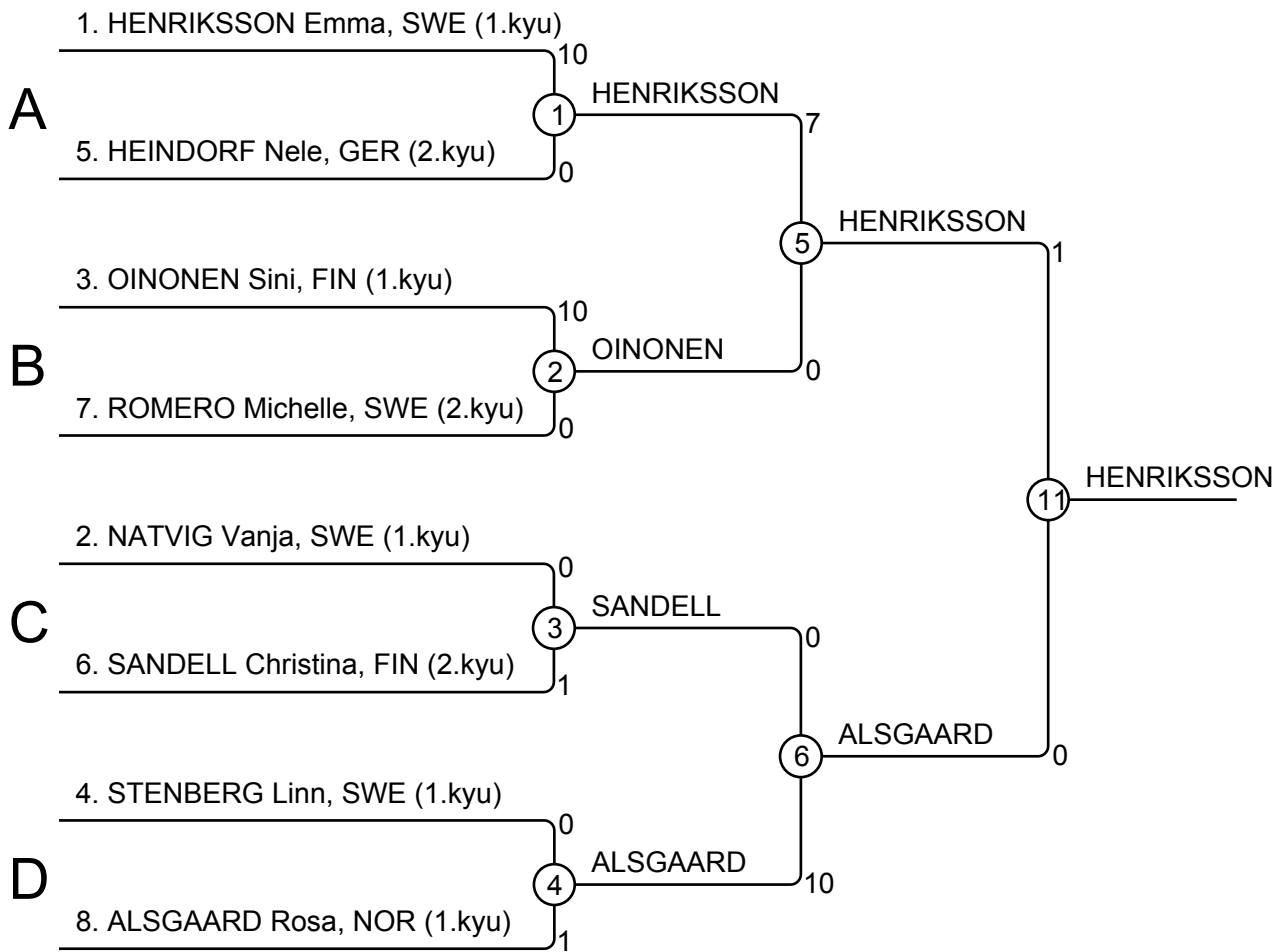 1. HENRIKSSON Emma, SWE (1.kyu)
10
A
1
HENRIKSSON
7
5. HEINDORF Nele, GER (2.kyu)
0
5
HENRIKSSON
1
3. OINONEN Sini, FIN (1.kyu)
10
B
2
OINONEN
0
7. ROMERO Michelle, SWE (2.kyu)
0
11
HENRIKSSON
2. NATVIG Vanja, SWE (1.kyu)
0
C
3
SANDELL
0
6. SANDELL Christina, FIN (2.kyu)
1
6
ALSGAARD
0
4. STENBERG Linn, SWE (1.kyu)
0
D
4
ALSGAARD
10
8. ALSGAARD Rosa, NOR (1.kyu)
1